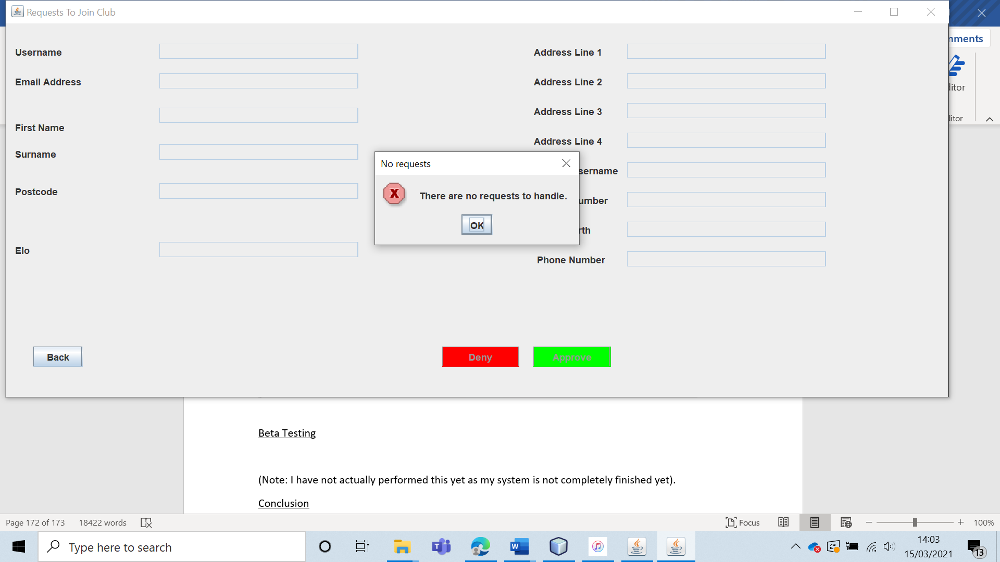 Requests To Join Club
mments
Username
Address Line 1
Email Address
Address Line 2
itor
Address Line 3
itor
First Name
Address Line 4
Surname
No requests
sername
Postcode
There are no requests to handle.
umber
OK
rth
Elo
Phone Number
Back
Deny
Approve
Beta Testing
(Note: I have not actually performed this yet as my system is not completely finished yet).
Conclusion
Page 172 of 173
18422 words
Focus
100%
Type here to search
14:03
15/03/2021
13